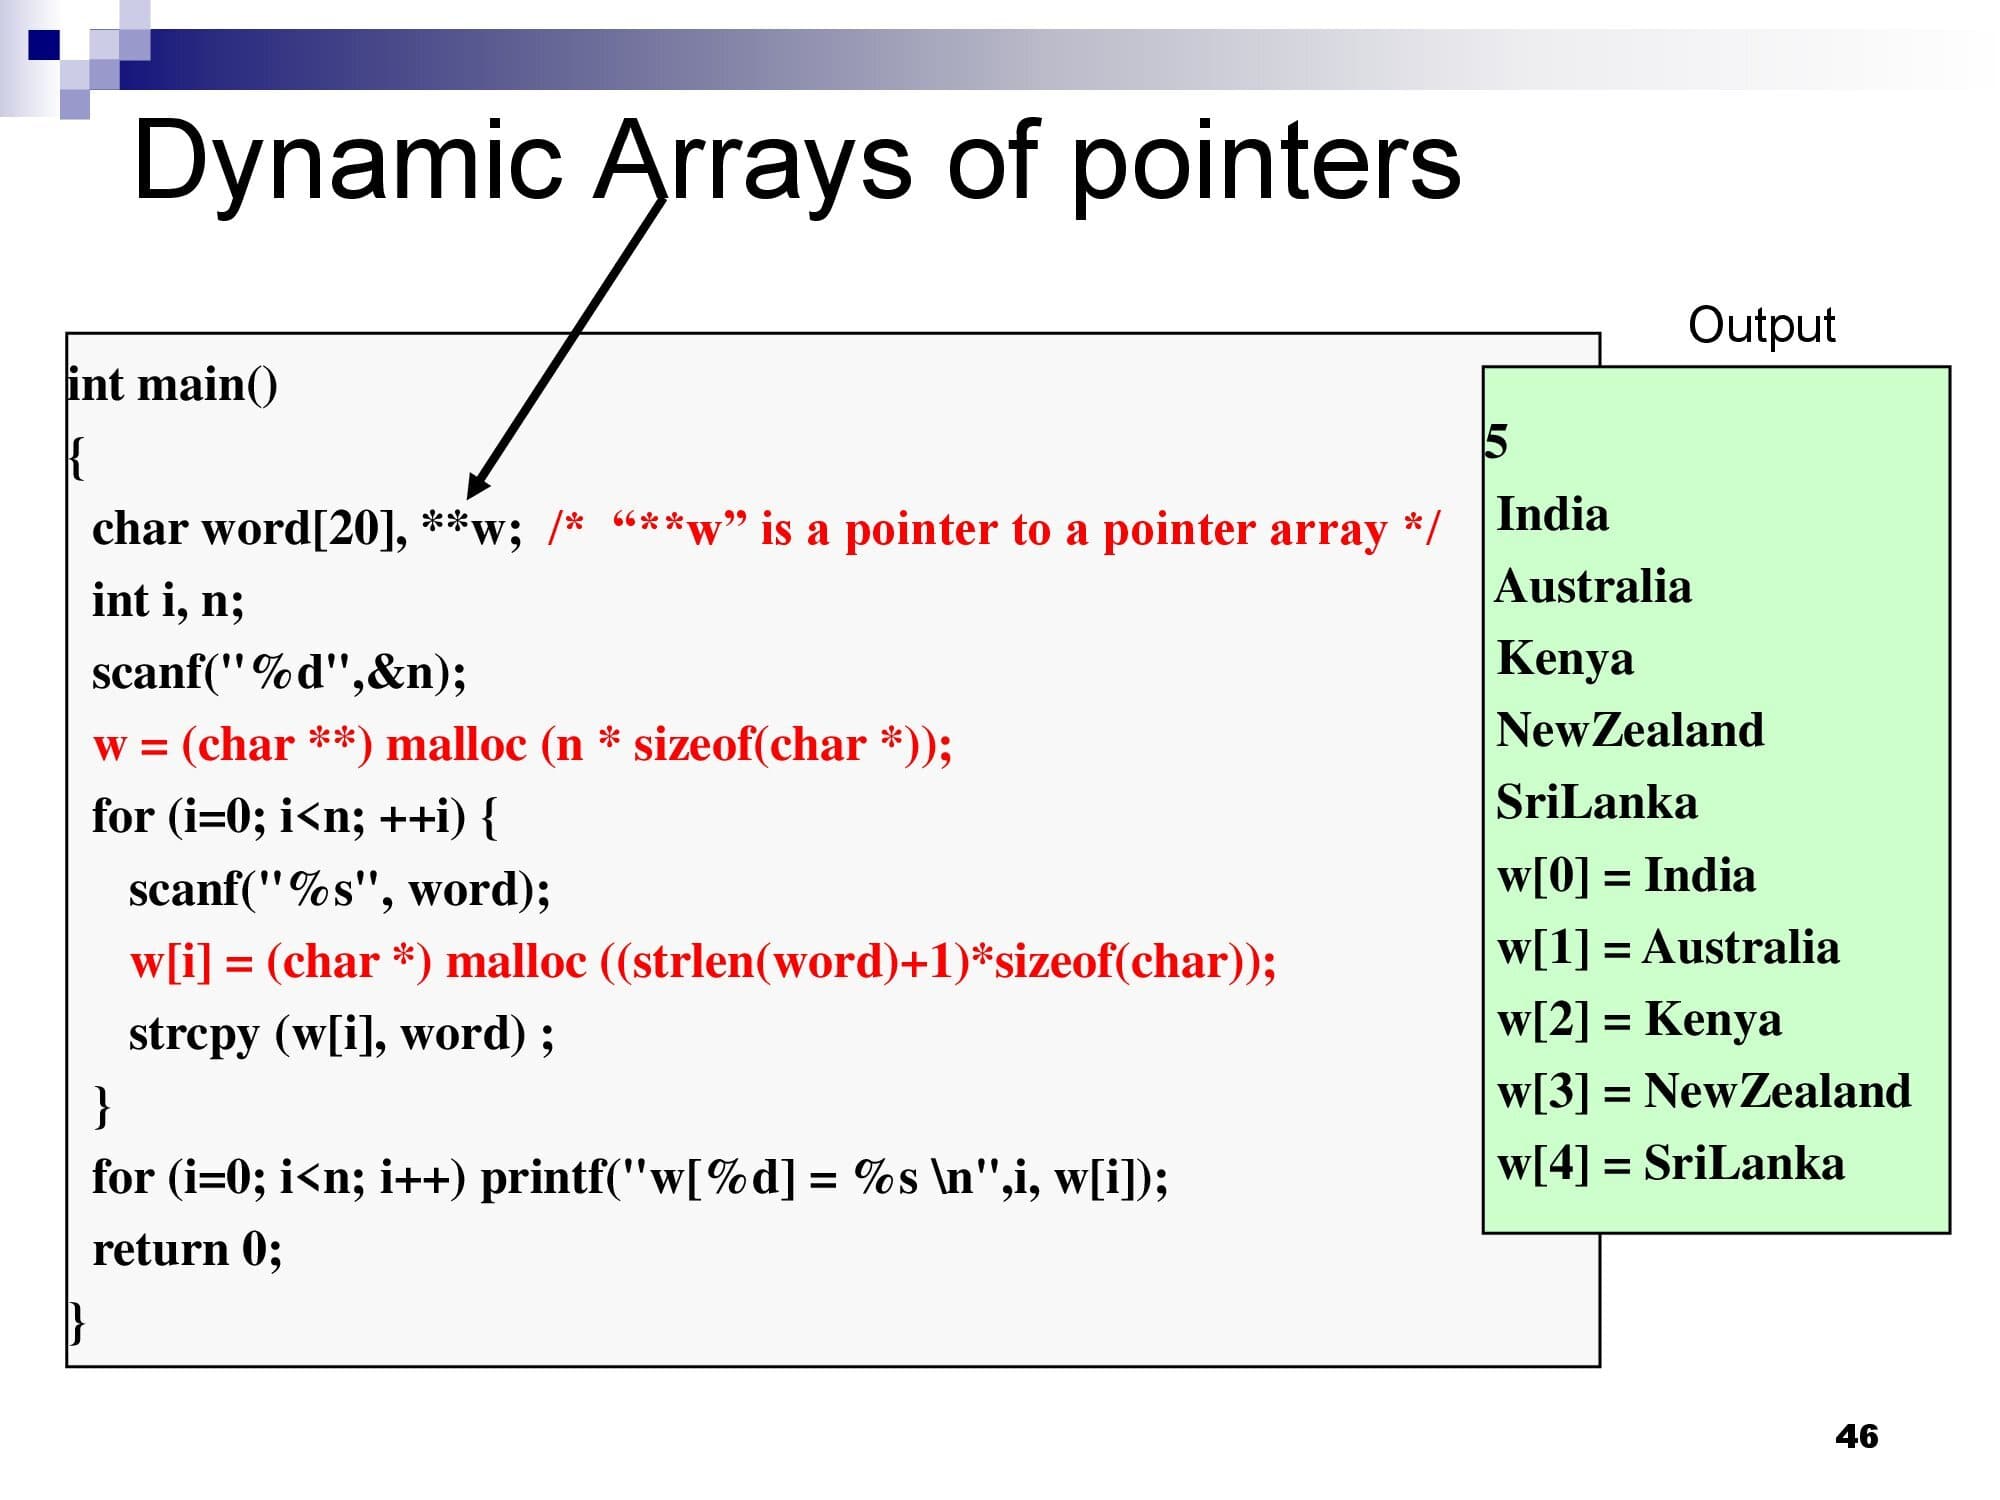 Dynamic Arrays of pointers
int main()
{
char word[20], **w; /* “**w” is a pointer to a pointer array */
int i, n;
scanf("%d",&n);
w = (char **) malloc (n * sizeof(char *));
for (i=0; i<n; ++i) {
scanf("%s", word);
w[i] = (char *) malloc ((strlen(word)+1)*sizeof(char));
strcpy (w[i], word) ;
}
for (i=0; i<n; i++) printf("w[%d] = %s \n",i, w[i]);
return 0;
}
Output
5
India
Australia
Kenya
NewZealand
SriLanka
w[0] = India
w[1] = Australia
w[2] = Kenya
w[3] = NewZealand
w[4] = SriLanka
46